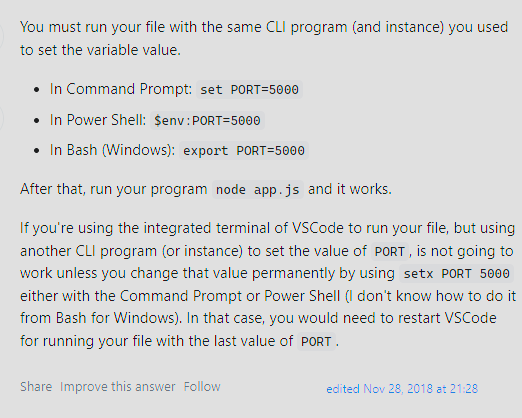 You must run your file with the same CLI program (and instance) you used
to set the variable value.
• In Command Prompt: set PORT=5000
• In Power Shell: $env:PORT=5000
• In Bash (Windows): export PORT=5000
After that, run your program node app.js and it works.
If you're using the integrated terminal of VSCode to run your file, but using
another CLI program (or instance) to set the value of PORT, is not going to
work unless you change that value permanently by using setx PORT 5000
either with the Command Prompt or Power Shell (I don't know how to do it
from Bash for Windows). In that case, you would need to restart VSCode
for running your file with the last value of PORT.
Share Improve this answer Follow edited Nov 28, 2018 at 21:28